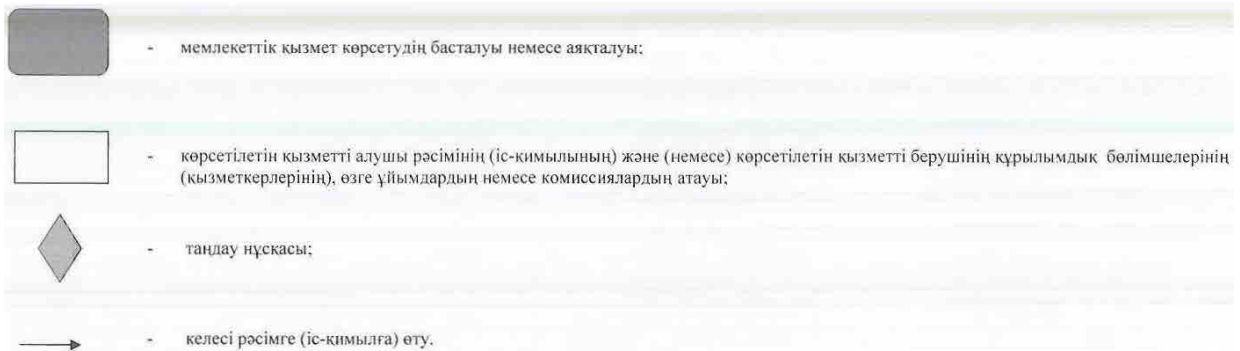 - мемлекеттік қызмет көрсетудің басталуы немесе аяқталуы;
- көрсетілетін қызметті алушы рәсімінің (іс-қимылының) және (немесе) көрсетілетін қызметті берушінің құрылымдық бөлімшелерінің
(қызметкерлерінің), өзге ұйымдардың немесе комиссиялардың атауы;
- таңдау нұсқасы;
- келесі рәсімге (іс-қимылға) өту.